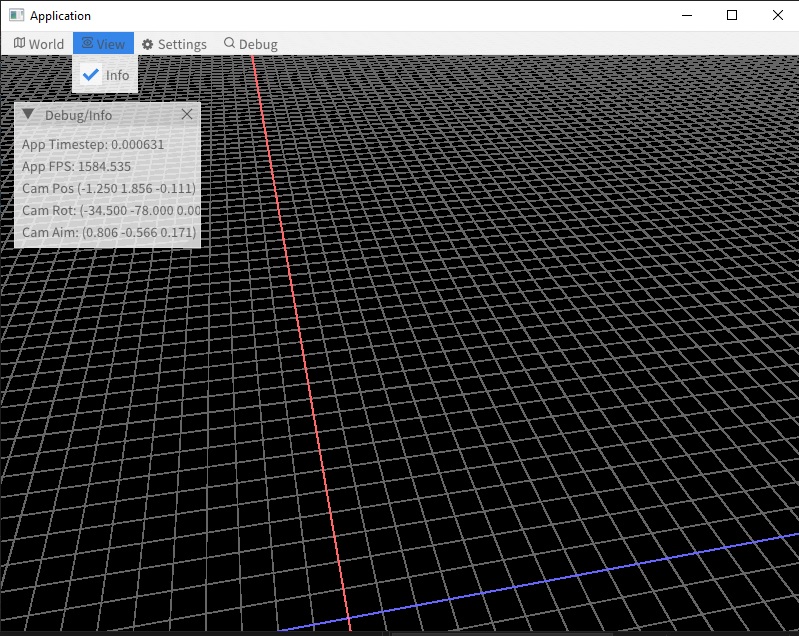 Application
World View Settings Debug
Info
Debug/Info
App Timestep: 0.000631
App FPS: 1584.535
Cam Pos (-1.250 1.856 -0.111)
Cam Rot: (-34.500 -78.000 0.00
Cam Aim: (0.806 -0.566 0.171)